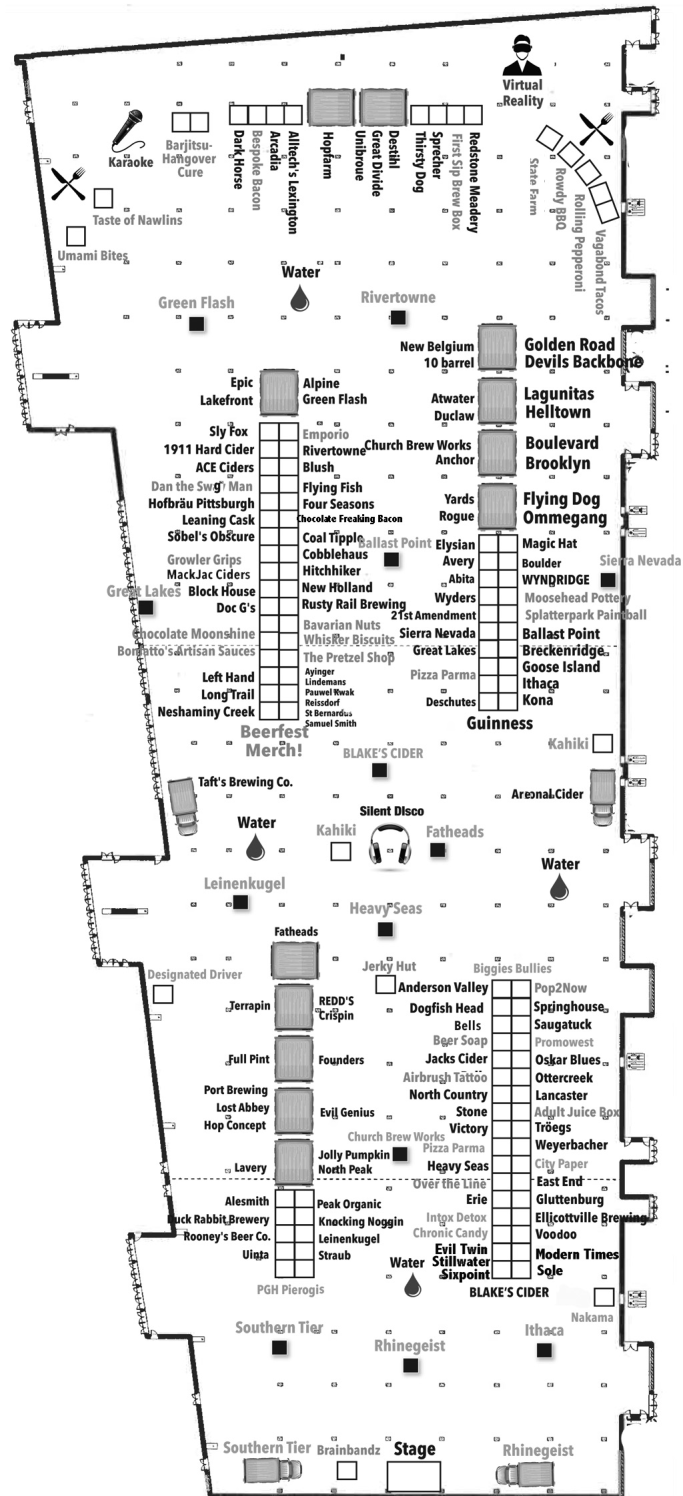 Virtual
Reality
Karaoke
Barjitsu-
Hangover
Cure
Dark Horse
Bespoke Bacon
Arcadia
Alltech's Lexington
Hopfarm
Unibroue
Great Divide
Destihl
Thirsty Dog
Sprecher
First Sip Brew Box
Redstone Meadery
State Farm
Rowdy BBQ
Rolling Pepperoni
Vagabond Tacos
Taste of Nawlins
Umami Bites
Water
Green Flash
Rivertowne
New Belgium
10 barrel
Golden Road
Devils Backbone
Epic
Lakefront
Alpine
Green Flash
Atwater
Duclaw
Lagunitas
Helltown
Church Brew Works
Anchor
Boulevard
Brooklyn
Yards
Rogue
Flying Dog
Ommegang
Sly Fox
1911 Hard Cider
ACE Ciders
Dan the Swag Man
Hofbräu Pittsburgh
Leaning Cask
Sobel's Obscure
Growler Grips
MackJac Ciders
Block House
Doc G's
Chocolate Moonshine
Bonatto's Artisan Sauces
Left Hand
Long Trail
Neshaminy Creek
Emporio
Rivertowne
Blush
Flying Fish
Four Seasons
Chocolate Freaking Bacon
Coal Tipple
Cobblehaus
Hitchhiker
New Holland
Rusty Rail Brewing
Bavarian Nuts
Whisker Biscuits
The Pretzel Shop
Ayinger
Lindemans
Pauwel Kwak
Reissdorf
St Bernardus
Samuel Smith
Beerfest
Merch!
Great Lakes
Ballast Point
Sierra Nevada
Elysian
Avery
Abita
Wyders
21st Amendment
Sierra Nevada
Great Lakes
Pizza Parma
Deschutes
Magic Hat
Boulder
WYNDRIDGE
Moosehead Pottery
Splatterpark Paintball
Ballast Point
Breckenridge
Goose Island
Ithaca
Kona
Guinness
Kahiki
BLAKE'S CIDER
Taft's Brewing Co.
Arsenal Cider
Water
Kahiki
Silent DIsco
Fatheads
Water
Leinenkugel
Heavy Seas
Fatheads
Designated Driver
Jerky Hut
Terrapin
REDD'S
Crispin
Full Pint
Founders
Port Brewing
Lost Abbey
Hop Concept
Evil Genius
Church Brew Works
Lavery
Jolly Pumpkin
North Peak
Alesmith
Duck Rabbit Brewery
Rooney's Beer Co.
Uinta
Peak Organic
Knocking Noggin
Leinenkugel
Straub
PGH Pierogis
Biggies Bullies
Anderson Valley
Dogfish Head
Bells
Beer Soap
Jacks Cider
Airbrush Tattoo
North Country
Stone
Victory
Pizza Parma
Heavy Seas
Over the Line
Erie
Intox Detox
Chronic Candy
Evil Twin
Stillwater
Sixpoint
Pop2Now
Springhouse
Saugatuck
Promowest
Oskar Blues
Ottercreek
Lancaster
Adult Juice Box
Tröegs
Weyerbacher
City Paper
East End
Gluttenburg
Ellicottville Brewing
Voodoo
Modern Times
Sole
BLAKE'S CIDER
Water
Nakama
Southern Tier
Rhinegeist
Ithaca
Southern Tier
Brainbandz
Stage
Rhinegeist